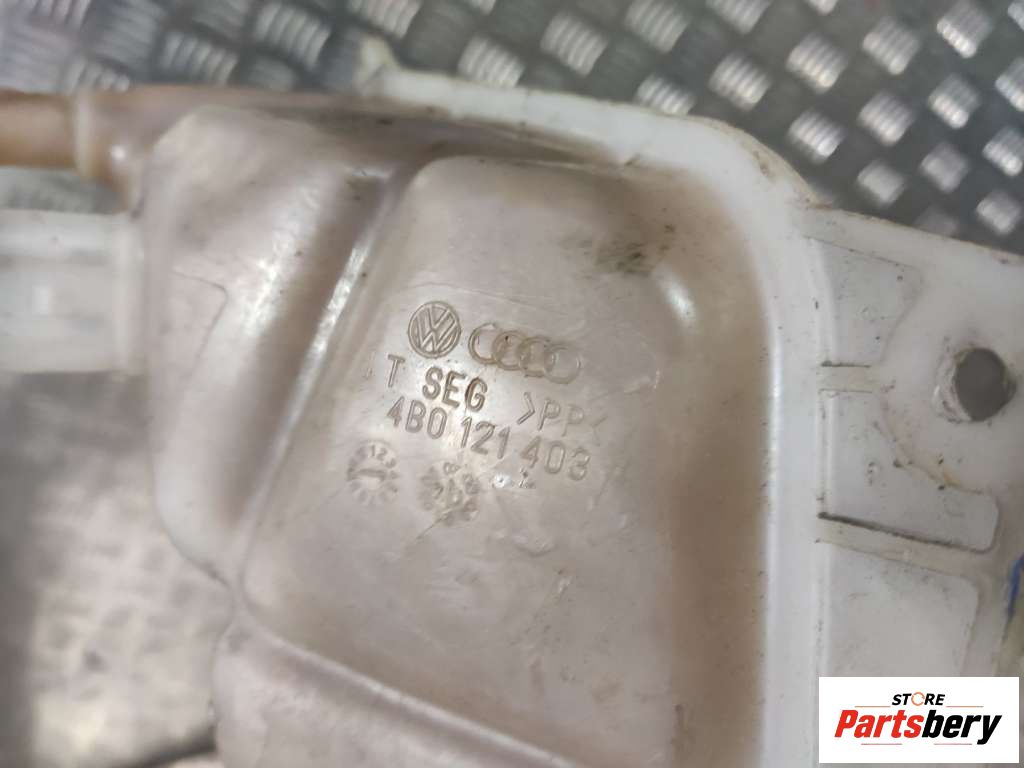 T SEG >PP<
4B0 121 403
STORE
Partsbery